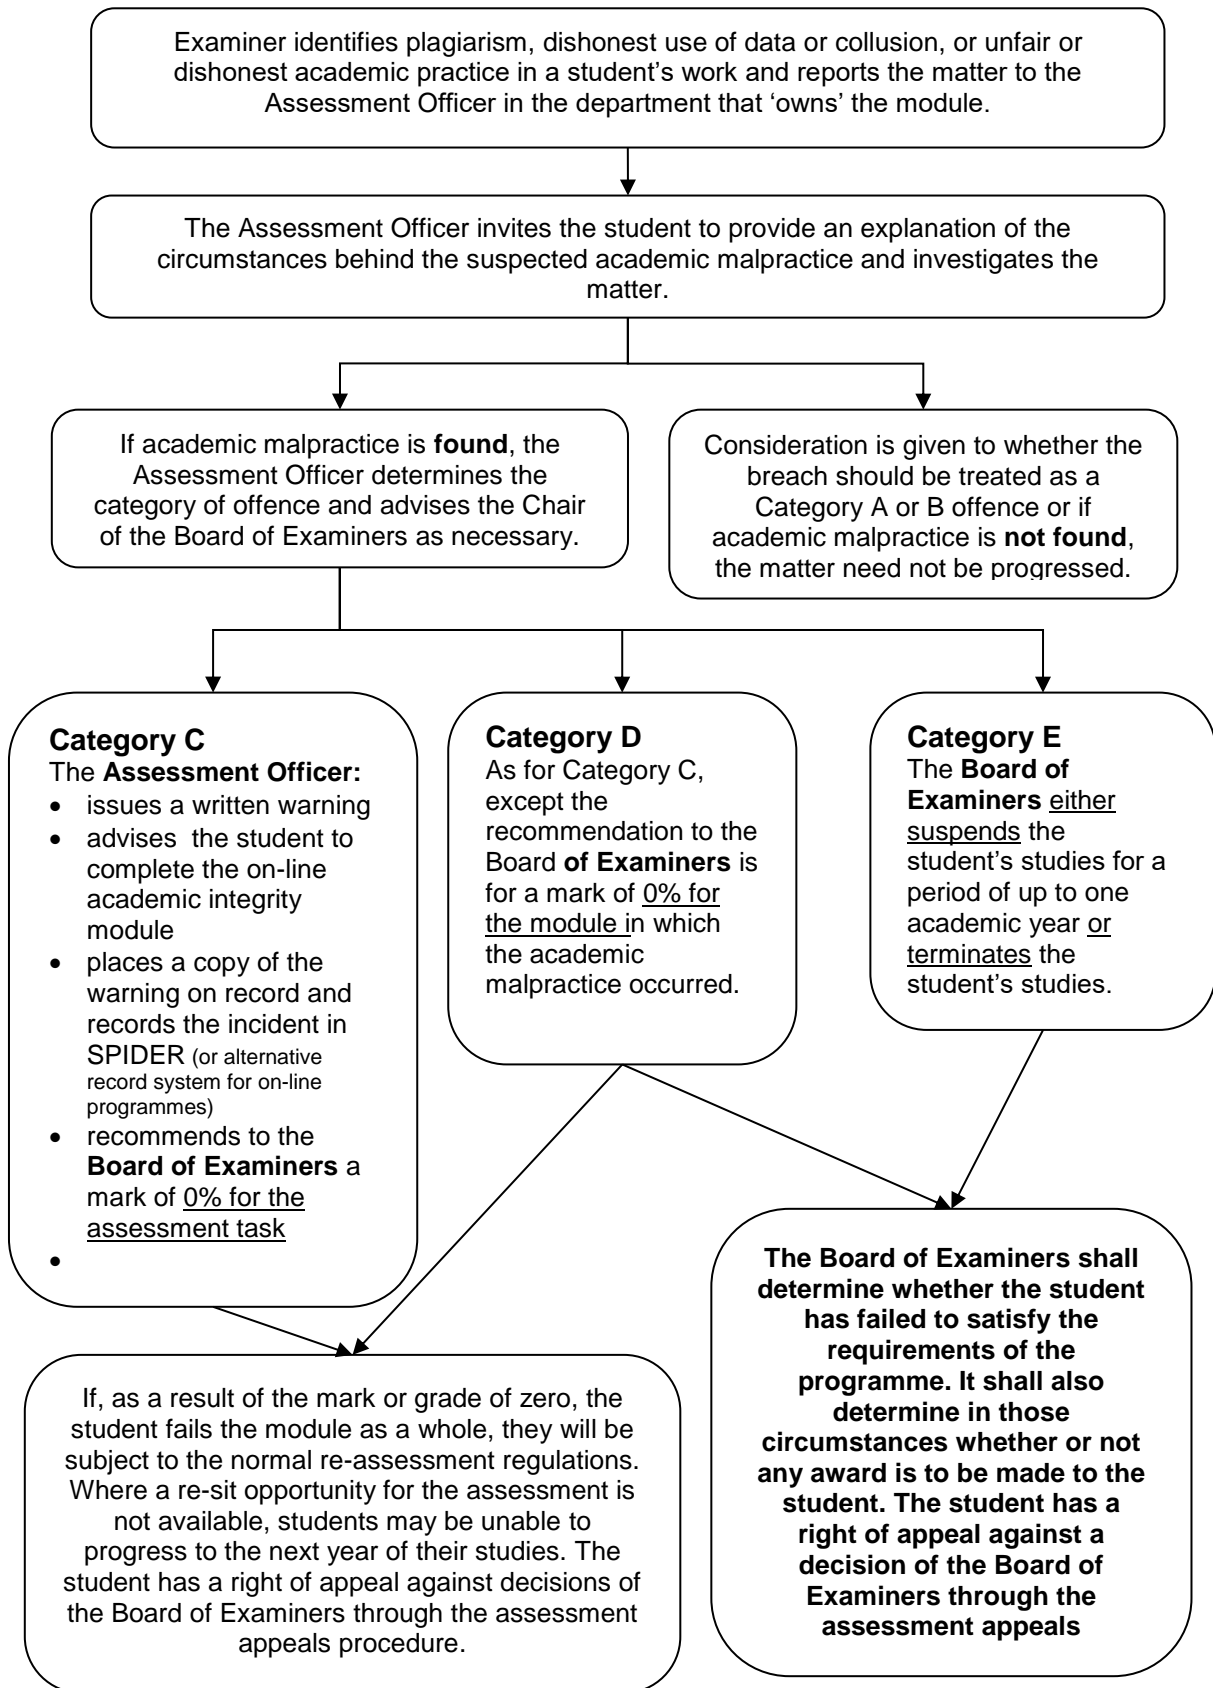 Examiner identifies plagiarism, dishonest use of data or collusion, or unfair or
dishonest academic practice in a student’s work and reports the matter to the
Assessment Officer in the department that ‘owns’ the module.
The Assessment Officer invites the student to provide an explanation of the
circumstances behind the suspected academic malpractice and investigates the
matter.
If academic malpractice is found, the
Assessment Officer determines the
category of offence and advises the Chair
of the Board of Examiners as necessary.
Consideration is given to whether the
breach should be treated as a
Category A or B offence or if
academic malpractice is not found,
the matter need not be progressed.
Category C
The Assessment Officer:
• issues a written warning
• advises  the student to
complete the on-line
academic integrity
module
• places a copy of the
warning on record and
records the incident in
SPIDER (or alternative
record system for on-line
programmes)
• recommends to the
Board of Examiners a
mark of 0% for the
assessment task
•
Category D
As for Category C,
except the
recommendation to the
Board of Examiners is
for a mark of 0% for
the module in which
the academic
malpractice occurred.
Category E
The Board of
Examiners either
suspends the
student’s studies for a
period of up to one
academic year or
terminates the
student’s studies.
If, as a result of the mark or grade of zero, the
student fails the module as a whole, they will be
subject to the normal re-assessment regulations.
Where a re-sit opportunity for the assessment is
not available, students may be unable to
progress to the next year of their studies. The
student has a right of appeal against decisions of
the Board of Examiners through the assessment
appeals procedure.
The Board of Examiners shall
determine whether the student
has failed to satisfy the
requirements of the
programme. It shall also
determine in those
circumstances whether or not
any award is to be made to the
student. The student has a
right of appeal against a
decision of the Board of
Examiners through the
assessment appeals